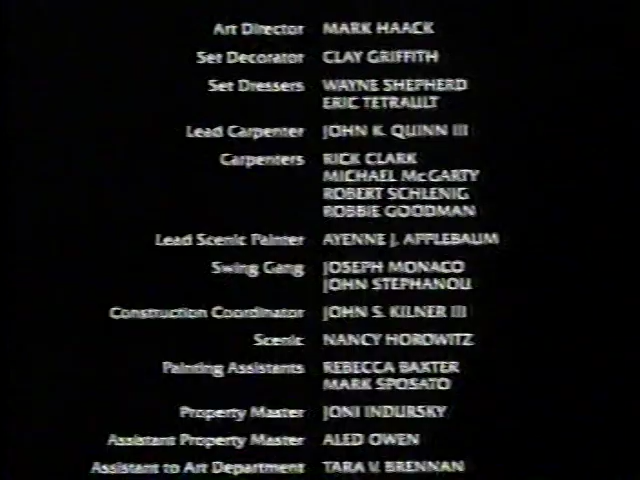 Art Director MARK HAACK
Set Decorator CLAY GRIFFITH
Set Dressers WAYNE SHEPHERD
ERIC TETRAULT
Lead Carpenter JOHN K. QUINN III
Carpenters RICK CLARK
MICHAEL McGARTY
ROBERT SCHLENIG
ROBBIE GOODMAN
Lead Scenic Painter AYENNE J. APPLEBAUM
Swing Gang JOSEPH MONACO
JOHN STEPHANOU
Construction Coordinator JOHN S. KILNER III
Scenic NANCY HOROWITZ
Painting Assistants REBECCA BAXTER
MARK SPOSATO
Property Master JONI INDURSKY
Assistant Property Master ALED OWEN
Assistant to Art Department TARA V. BRENNAN